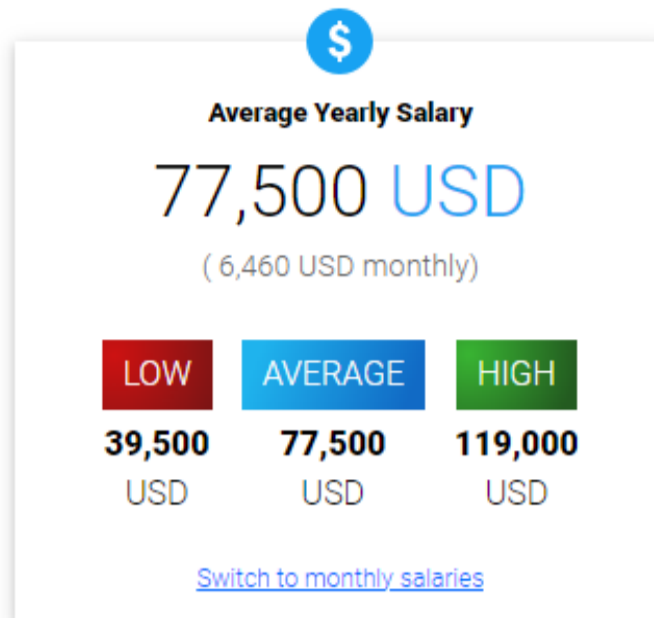 $
Average Yearly Salary
77,500 USD
( 6,460 USD monthly)
LOW AVERAGE HIGH
39,500 77,500 119,000
USD USD USD
Switch to monthly salaries